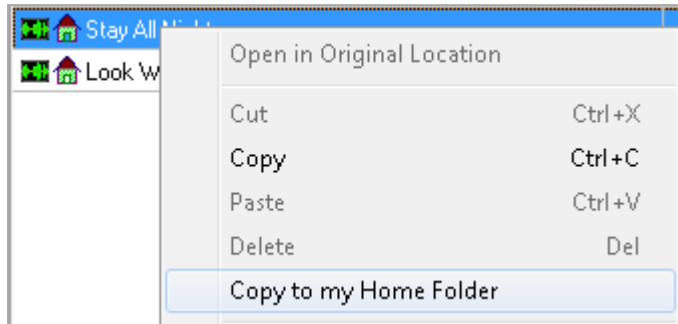 Stay All Night
Look W
Open in Original Location
Cut Ctrl+X
Copy Ctrl+C
Paste Ctrl+V
Delete Del
Copy to my Home Folder